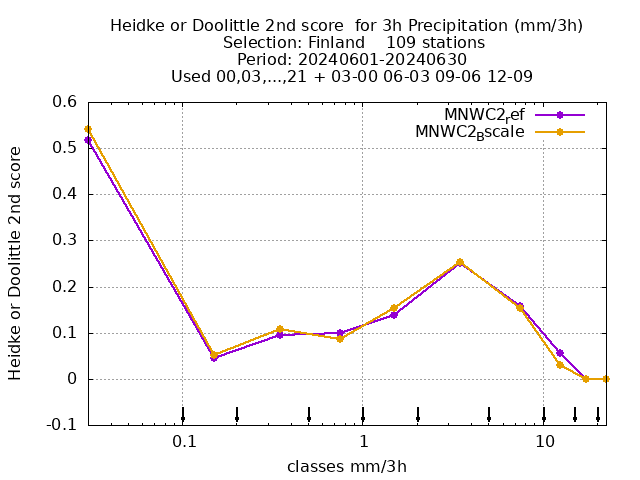 Heidke or Doolittle 2nd score  for 3h Precipitation (mm/3h)
Selection: Finland    109 stations
Period: 20240601-20240630
Used 00,03,...,21 + 03-00 06-03 09-06 12-09
MNWC2ref
MNWC2Bscale
0.6
0.5
0.4
0.3
0.2
0.1
0
-0.1
Heidke or Doolittle 2nd score
0.1 1 10
classes mm/3h